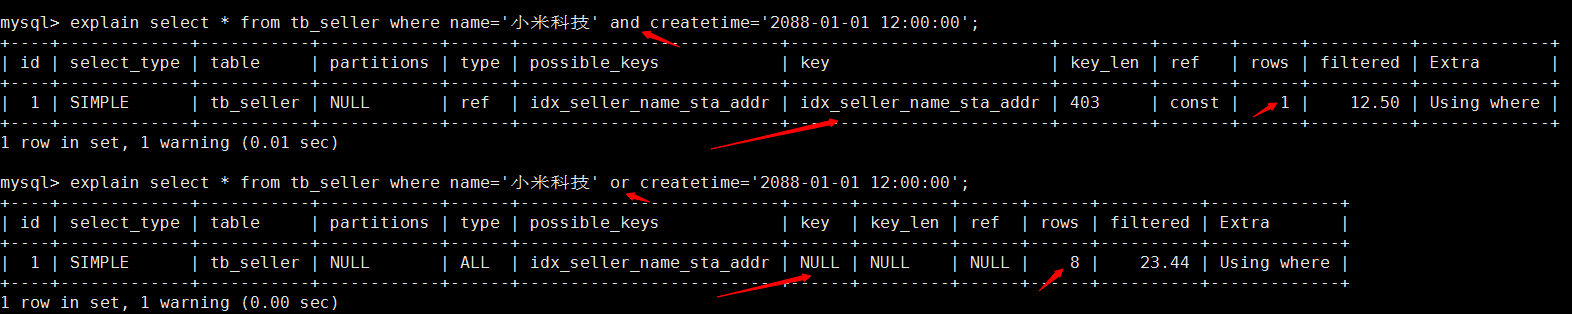 mysql> explain select * from tb_seller where name='小米科技' and createtime='2088-01-01 12:00:00';
+----+-------------+-----------+------------+------+--------------------------+--------------------------+---------+-------+------+----------+-------------+
| id | select_type | table     | partitions | type | possible_keys            | key                      | key_len | ref   | rows | filtered | Extra       |
+----+-------------+-----------+------------+------+--------------------------+--------------------------+---------+-------+------+----------+-------------+
|  1 | SIMPLE      | tb_seller | NULL       | ref  | idx_seller_name_sta_addr | idx_seller_name_sta_addr | 403     | const |    1 |    12.50 | Using where |
+----+-------------+-----------+------------+------+--------------------------+--------------------------+---------+-------+------+----------+-------------+
1 row in set, 1 warning (0.01 sec)
mysql> explain select * from tb_seller where name='小米科技' or createtime='2088-01-01 12:00:00';
+----+-------------+-----------+------------+------+--------------------------+------+---------+------+------+----------+-------------+
| id | select_type | table     | partitions | type | possible_keys            | key  | key_len | ref  | rows | filtered | Extra       |
+----+-------------+-----------+------------+------+--------------------------+------+---------+------+------+----------+-------------+
|  1 | SIMPLE      | tb_seller | NULL       | ALL  | idx_seller_name_sta_addr | NULL | NULL    | NULL |    8 |    23.44 | Using where |
+----+-------------+-----------+------------+------+--------------------------+------+---------+------+------+----------+-------------+
1 row in set, 1 warning (0.00 sec)